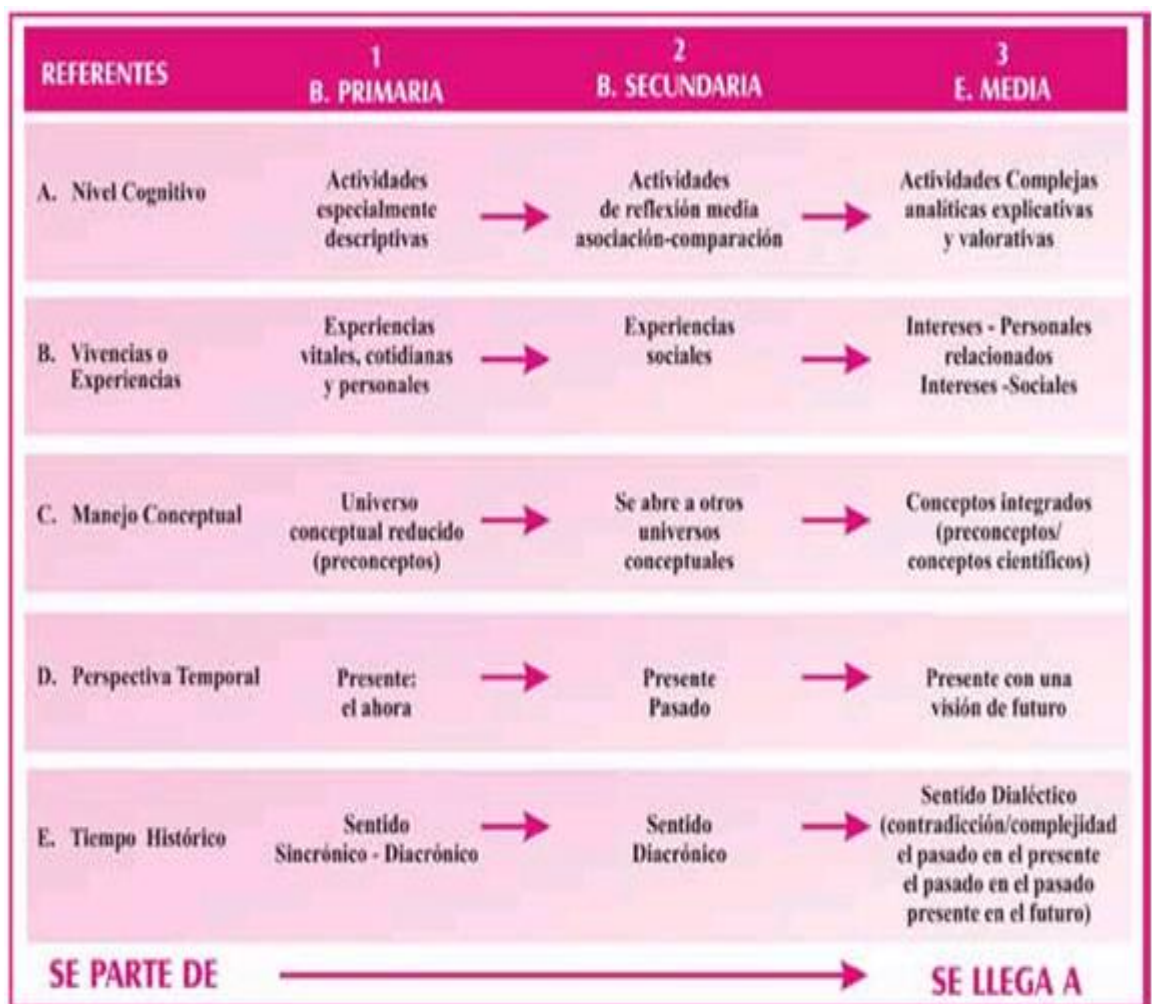 REFERENTES
1
B. PRIMARIA
2
B. SECUNDARIA
3
E. MEDIA
A. Nivel Cognitivo
Actividades
especialmente
descriptivas
Actividades
de reflexión media
asociación-comparación
Actividades Complejas
analíticas explicativas
y valorativas
B. Vivencias o
Experiencias
Experiencias
vitales, cotidianas
y personales
Experiencias
sociales
Intereses - Personales
relacionados
Intereses -Sociales
C. Manejo Conceptual
Universo
conceptual reducido
(preconceptos)
Se abre a otros
universos
conceptuales
Conceptos integrados
(preconceptos/
conceptos científicos)
D. Perspectiva Temporal
Presente:
el ahora
Presente
Pasado
Presente con una
visión de futuro
E. Tiempo Histórico
Sentido
Sincrónico - Diacrónico
Sentido
Diacrónico
Sentido Dialéctico
(contradicción/complejidad
el pasado en el presente
el pasado en el pasado
presente en el futuro)
SE PARTE DE
SE LLEGA A